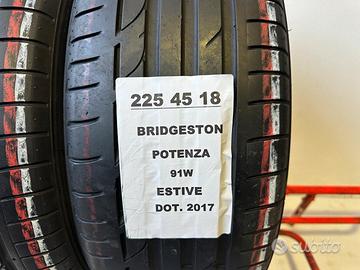 225 45 18
BRIDGESTON
POTENZA
91W
ESTIVE
DOT. 2017
subito